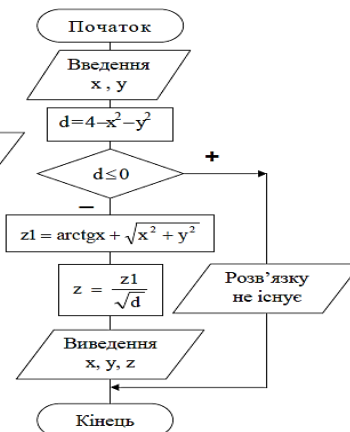 Початок
Введення
x , y
d=4–x²–y²
d≤0
+
–
z1 = arctgx + √(x² + y²)
z = z1/√d
Розв’язку
не існує
Виведення
x, y, z
Кінець